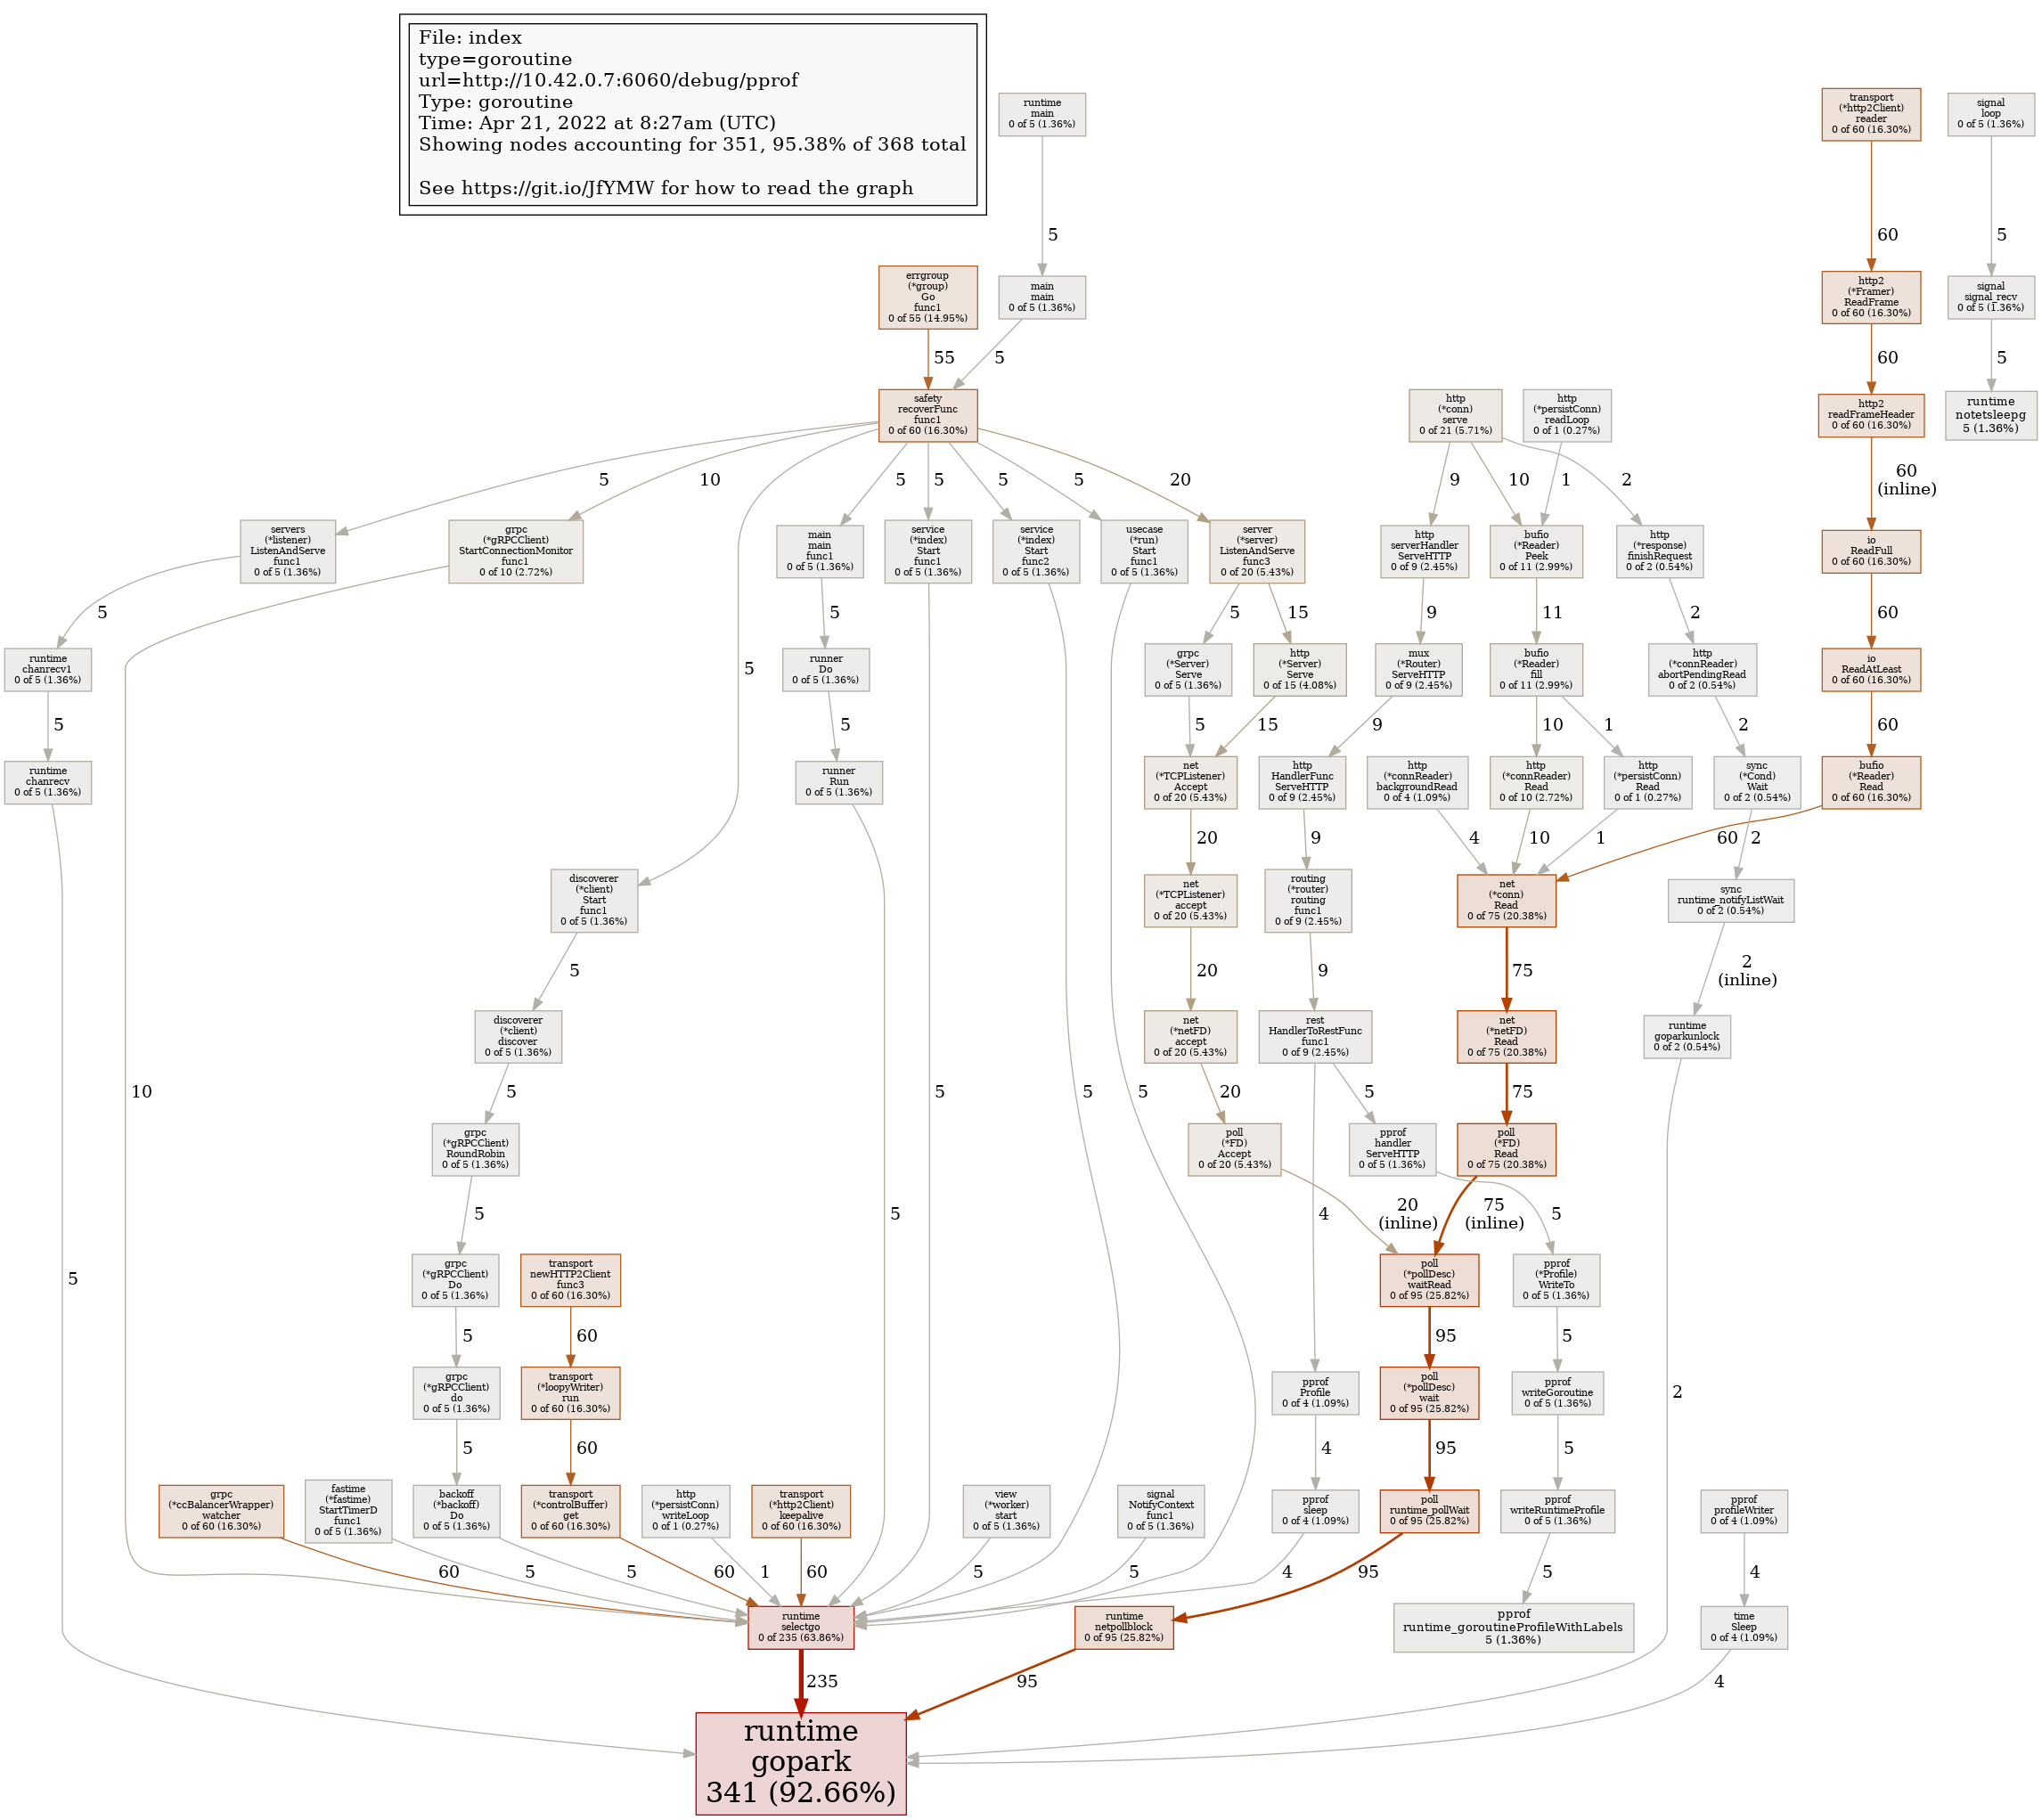 File: index
type=goroutine
url=http://10.42.0.7:6060/debug/pprof
Type: goroutine
Time: Apr 21, 2022 at 8:27am (UTC)
Showing nodes accounting for 351, 95.38% of 368 total
See https://git.io/JfYMW for how to read the graph
runtime
main
0 of 5 (1.36%)
transport
(*http2Client)
reader
0 of 60 (16.30%)
signal
loop
0 of 5 (1.36%)
5
60
5
errgroup
(*group)
Go
func1
0 of 55 (14.95%)
main
main
0 of 5 (1.36%)
http2
(*Framer)
ReadFrame
0 of 60 (16.30%)
signal
signal_recv
0 of 5 (1.36%)
55
5
60
5
safety
recoverFunc
func1
0 of 60 (16.30%)
http
(*conn)
serve
0 of 21 (5.71%)
http
(*persistConn)
readLoop
0 of 1 (0.27%)
http2
readFrameHeader
0 of 60 (16.30%)
runtime
notetsleepg
5 (1.36%)
5
10
5
5
5
5
20
9
10
1
2
60
(inline)
servers
(*listener)
ListenAndServe
func1
0 of 5 (1.36%)
grpc
(*gRPCClient)
StartConnectionMonitor
func1
0 of 10 (2.72%)
main
main
func1
0 of 5 (1.36%)
service
(*index)
Start
func1
0 of 5 (1.36%)
service
(*index)
Start
func2
0 of 5 (1.36%)
usecase
(*run)
Start
func1
0 of 5 (1.36%)
server
(*server)
ListenAndServe
func3
0 of 20 (5.43%)
http
serverHandler
ServeHTTP
0 of 9 (2.45%)
bufio
(*Reader)
Peek
0 of 11 (2.99%)
http
(*response)
finishRequest
0 of 2 (0.54%)
io
ReadFull
0 of 60 (16.30%)
5
5
5
15
9
11
2
60
runtime
chanrecv1
0 of 5 (1.36%)
5
runner
Do
0 of 5 (1.36%)
grpc
(*Server)
Serve
0 of 5 (1.36%)
http
(*Server)
Serve
0 of 15 (4.08%)
mux
(*Router)
ServeHTTP
0 of 9 (2.45%)
bufio
(*Reader)
fill
0 of 11 (2.99%)
http
(*connReader)
abortPendingRead
0 of 2 (0.54%)
io
ReadAtLeast
0 of 60 (16.30%)
5
5
5
15
9
10
1
2
60
runtime
chanrecv
0 of 5 (1.36%)
runner
Run
0 of 5 (1.36%)
net
(*TCPListener)
Accept
0 of 20 (5.43%)
http
HandlerFunc
ServeHTTP
0 of 9 (2.45%)
http
(*connReader)
backgroundRead
0 of 4 (1.09%)
http
(*connReader)
Read
0 of 10 (2.72%)
http
(*persistConn)
Read
0 of 1 (0.27%)
sync
(*Cond)
Wait
0 of 2 (0.54%)
bufio
(*Reader)
Read
0 of 60 (16.30%)
20
9
4
10
1
60
2
discoverer
(*client)
Start
func1
0 of 5 (1.36%)
net
(*TCPListener)
accept
0 of 20 (5.43%)
routing
(*router)
routing
func1
0 of 9 (2.45%)
net
(*conn)
Read
0 of 75 (20.38%)
sync
runtime_notifyListWait
0 of 2 (0.54%)
5
20
9
75
2
(inline)
discoverer
(*client)
discover
0 of 5 (1.36%)
net
(*netFD)
accept
0 of 20 (5.43%)
rest
HandlerToRestFunc
func1
0 of 9 (2.45%)
net
(*netFD)
Read
0 of 75 (20.38%)
runtime
goparkunlock
0 of 2 (0.54%)
10
5
5
5
5
20
5
75
grpc
(*gRPCClient)
RoundRobin
0 of 5 (1.36%)
poll
(*FD)
Accept
0 of 20 (5.43%)
pprof
handler
ServeHTTP
0 of 5 (1.36%)
poll
(*FD)
Read
0 of 75 (20.38%)
5
5
4
20
(inline)
75
(inline)
5
5
grpc
(*gRPCClient)
Do
0 of 5 (1.36%)
transport
newHTTP2Client
func3
0 of 60 (16.30%)
poll
(*pollDesc)
waitRead
0 of 95 (25.82%)
pprof
(*Profile)
WriteTo
0 of 5 (1.36%)
5
60
95
5
grpc
(*gRPCClient)
do
0 of 5 (1.36%)
transport
(*loopyWriter)
run
0 of 60 (16.30%)
pprof
Profile
0 of 4 (1.09%)
poll
(*pollDesc)
wait
0 of 95 (25.82%)
pprof
writeGoroutine
0 of 5 (1.36%)
2
5
60
4
95
5
grpc
(*ccBalancerWrapper)
watcher
0 of 60 (16.30%)
fastime
(*fastime)
StartTimerD
func1
0 of 5 (1.36%)
backoff
(*backoff)
Do
0 of 5 (1.36%)
transport
(*controlBuffer)
get
0 of 60 (16.30%)
http
(*persistConn)
writeLoop
0 of 1 (0.27%)
transport
(*http2Client)
keepalive
0 of 60 (16.30%)
view
(*worker)
start
0 of 5 (1.36%)
signal
NotifyContext
func1
0 of 5 (1.36%)
pprof
sleep
0 of 4 (1.09%)
poll
runtime_pollWait
0 of 95 (25.82%)
pprof
writeRuntimeProfile
0 of 5 (1.36%)
pprof
profileWriter
0 of 4 (1.09%)
60
5
5
60
1
60
5
5
4
95
5
4
runtime
selectgo
0 of 235 (63.86%)
runtime
netpollblock
0 of 95 (25.82%)
pprof
runtime_goroutineProfileWithLabels
5 (1.36%)
time
Sleep
0 of 4 (1.09%)
235
95
4
runtime
gopark
341 (92.66%)